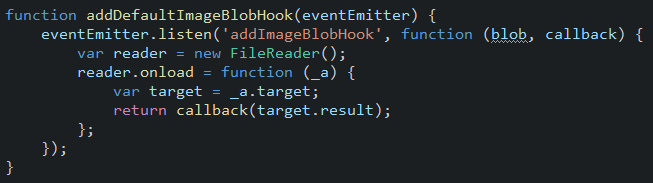 function addDefaultImageBlobHook(eventEmitter) {
    eventEmitter.listen('addImageBlobHook', function (blob, callback) {
        var reader = new FileReader();
        reader.onload = function (_a) {
            var target = _a.target;
            return callback(target.result);
        };
    });
}